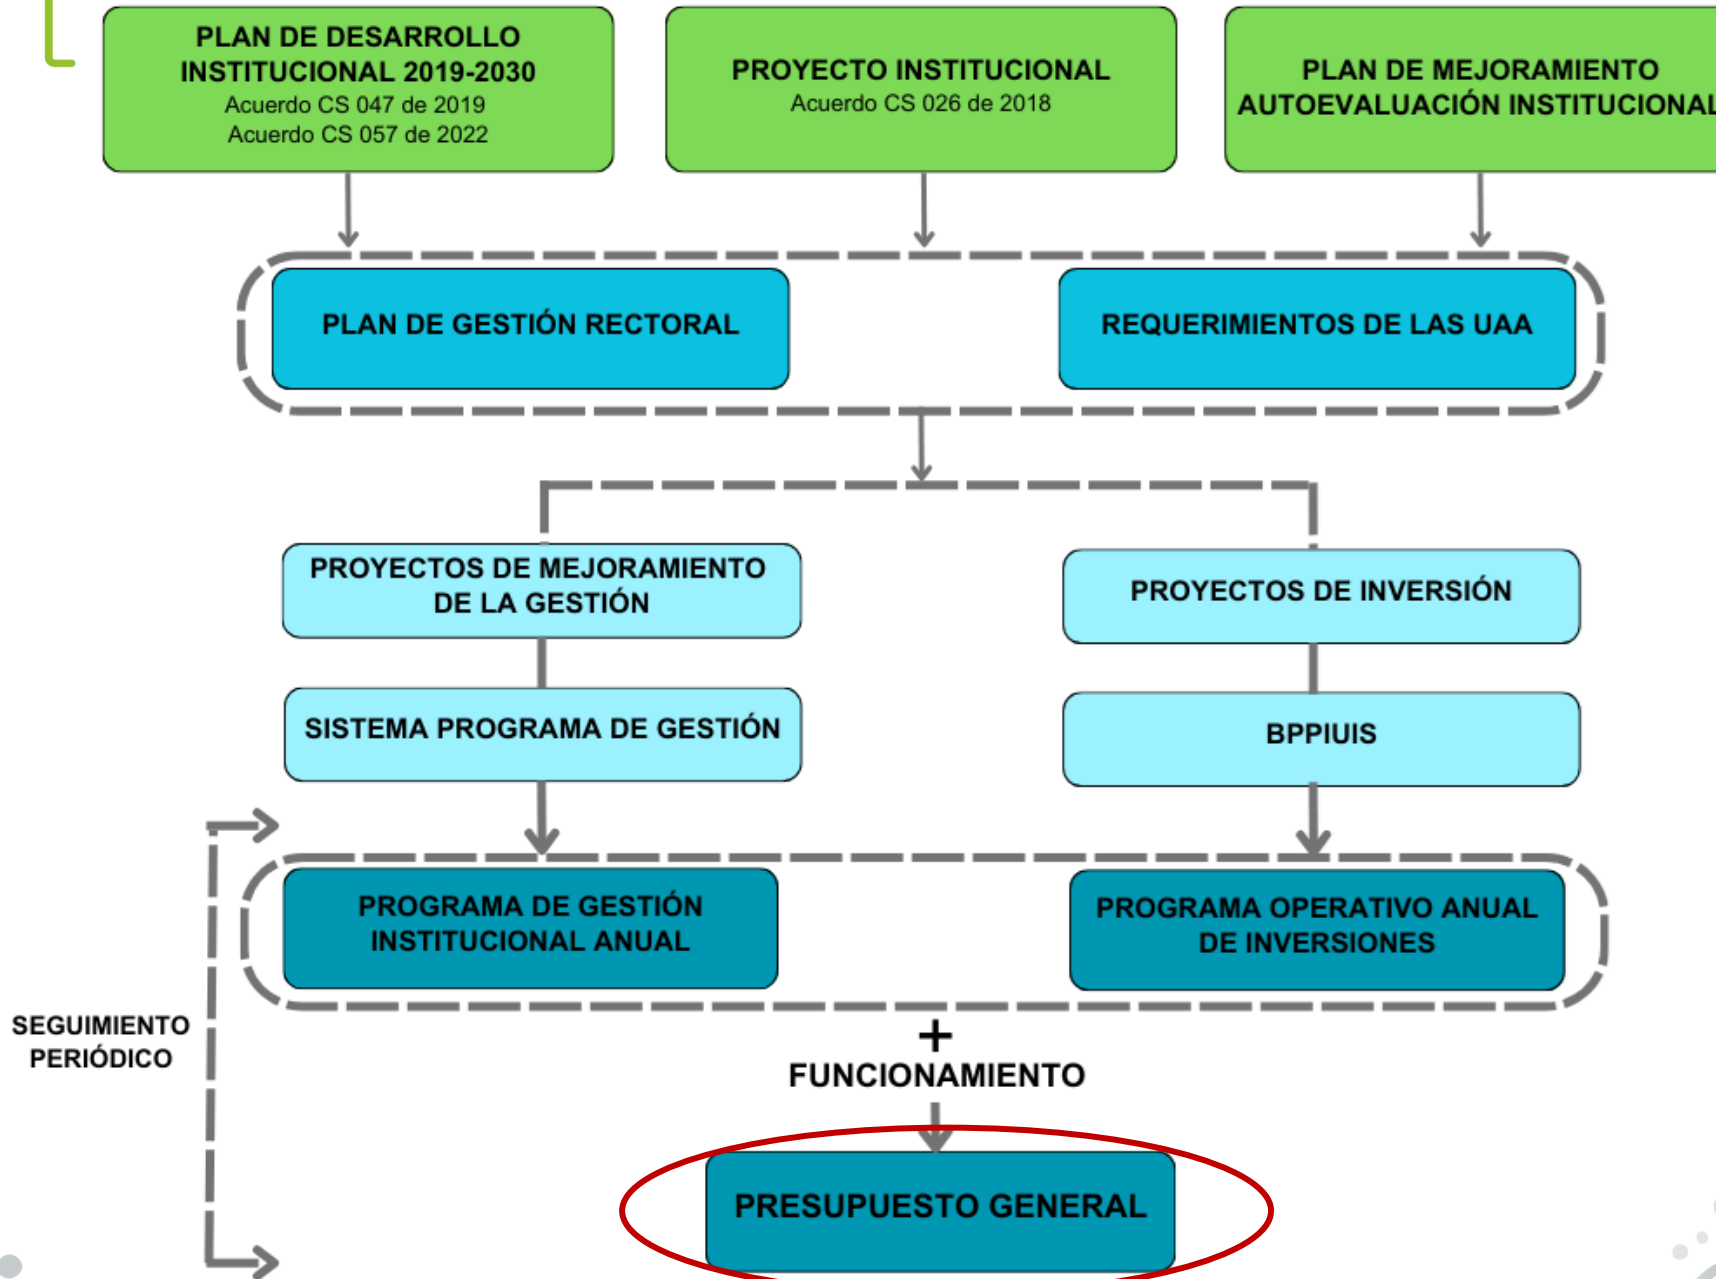 PLAN DE DESARROLLO
INSTITUCIONAL 2019-2030
Acuerdo CS 047 de 2019
Acuerdo CS 057 de 2022
PROYECTO INSTITUCIONAL
Acuerdo CS 026 de 2018
PLAN DE MEJORAMIENTO
AUTOEVALUACIÓN INSTITUCIONAL
PLAN DE GESTIÓN RECTORAL
REQUERIMIENTOS DE LAS UAA
PROYECTOS DE MEJORAMIENTO
DE LA GESTIÓN
PROYECTOS DE INVERSIÓN
SISTEMA PROGRAMA DE GESTIÓN
BPPIUIS
PROGRAMA DE GESTIÓN
INSTITUCIONAL ANUAL
PROGRAMA OPERATIVO ANUAL
DE INVERSIONES
SEGUIMIENTO
PERIÓDICO
+
FUNCIONAMIENTO
PRESUPUESTO GENERAL